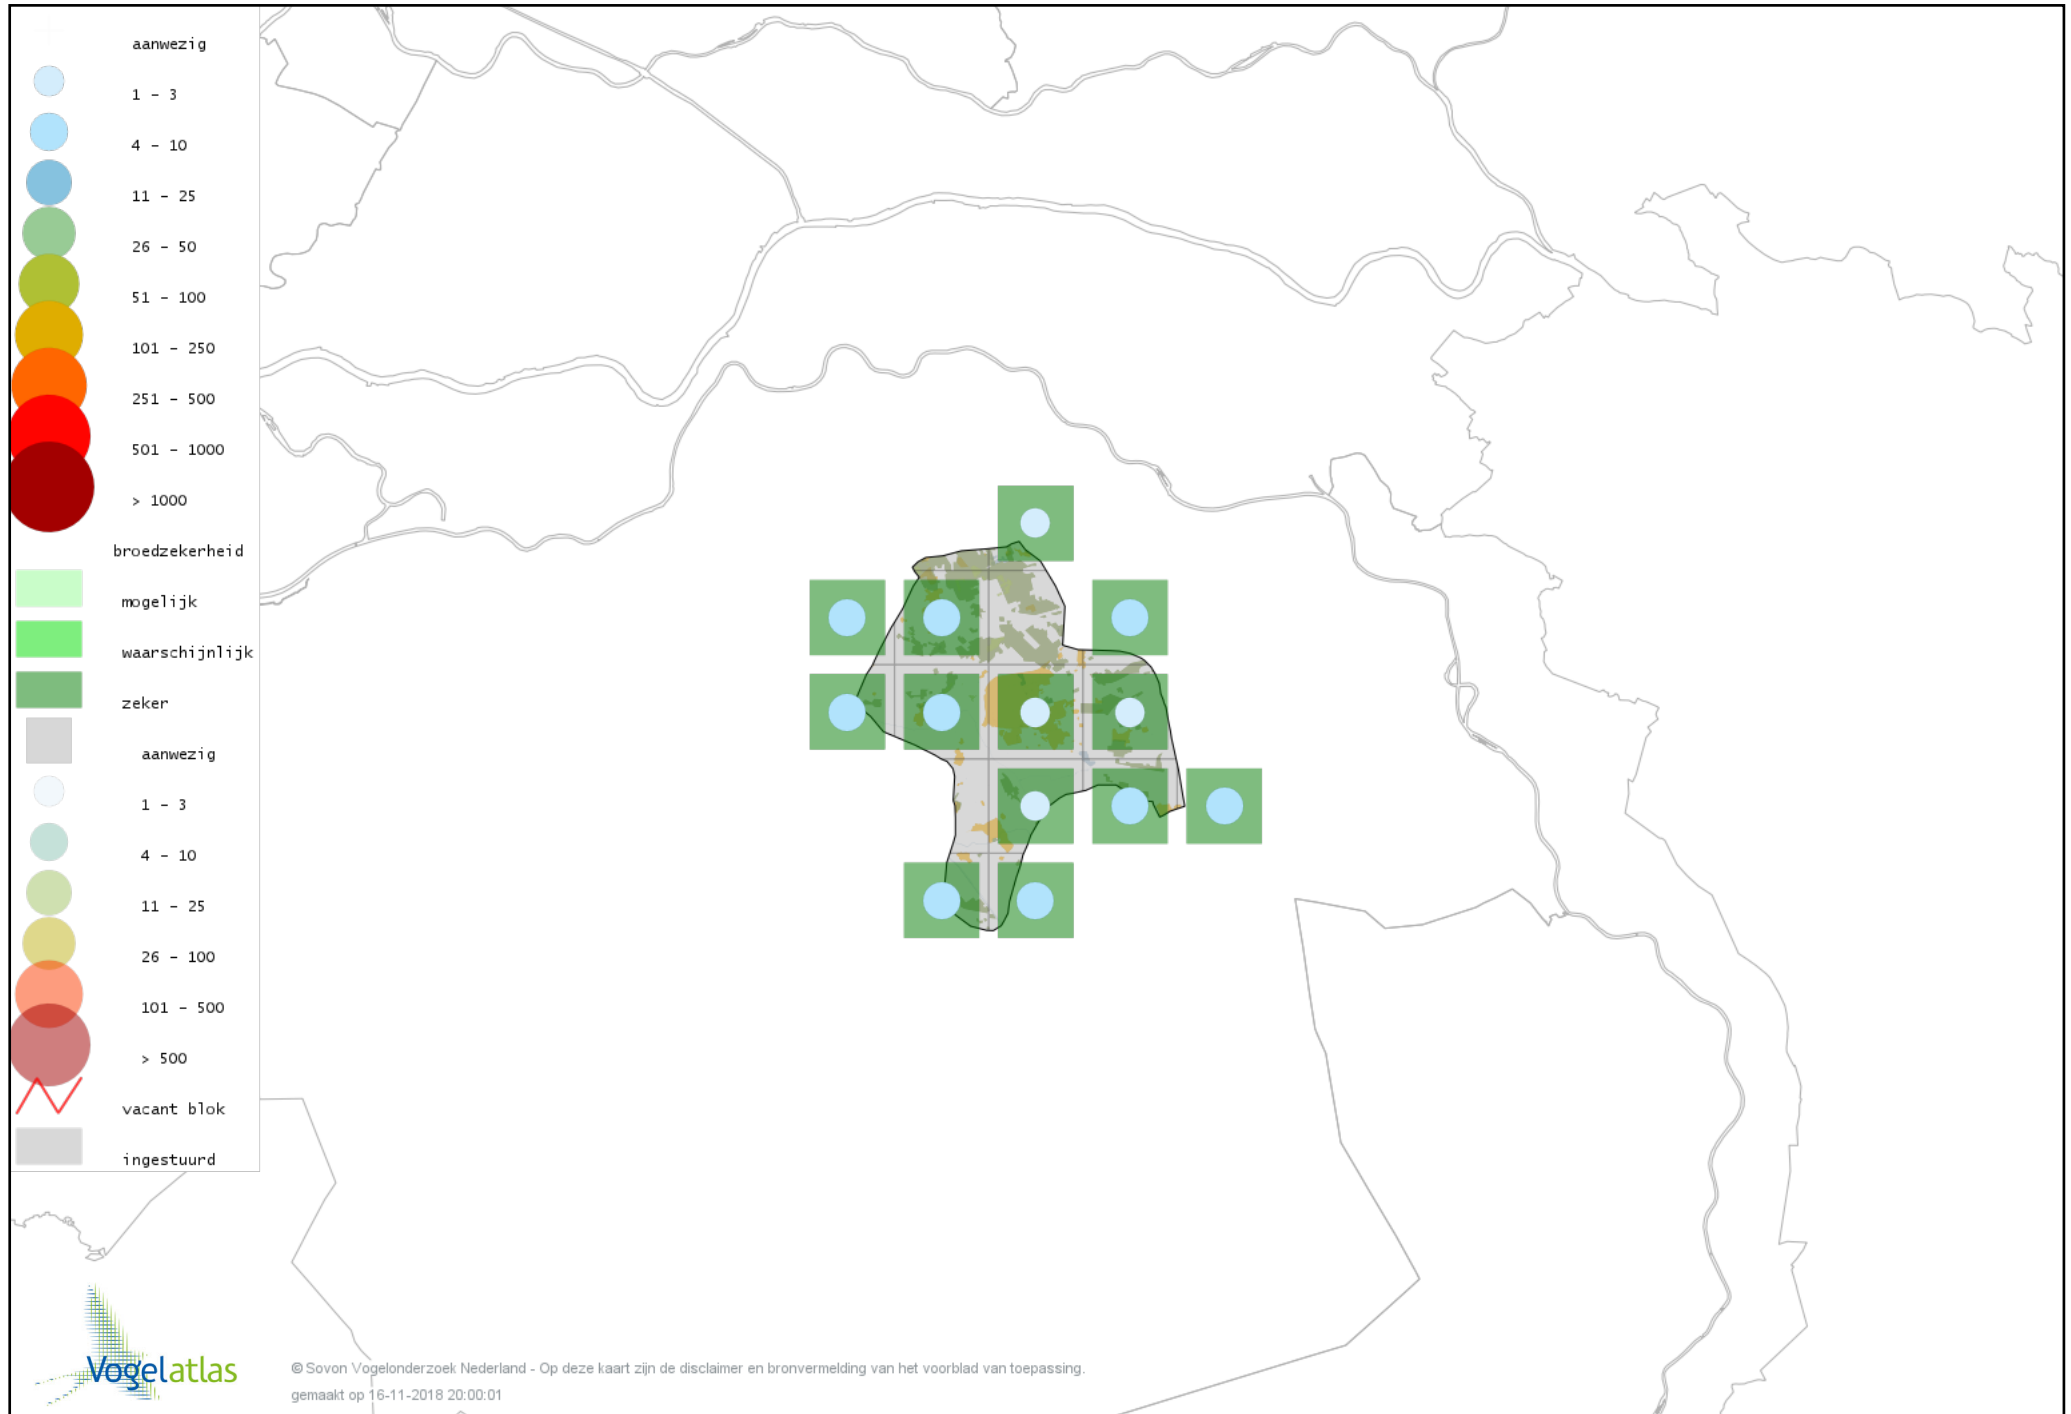 aanwezig
1 - 3
4 - 10
11 - 25
26 - 50
51 - 100
101 - 250
251 - 500
501 - 1000
> 1000
broedzekerheid
mogelijk
waarschijnlijk
zeker
aanwezig
1 - 3
4 - 10
11 - 25
26 - 100
101 - 500
> 500
vacant blok
ingestuurd
Vogelatlas
© Sovon Vogelonderzoek Nederland - Op deze kaart zijn de disclaimer en bronvermelding van het voorblad van toepassing.
gemaakt op 16-11-2018 20:00:01